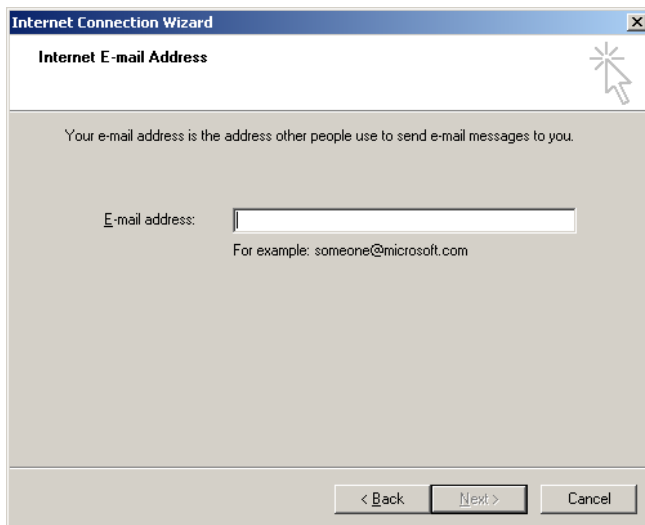 Internet Connection Wizard
Internet E-mail Address
Your e-mail address is the address other people use to send e-mail messages to you.
E-mail address:
For example: someone@microsoft.com
< Back Next > Cancel